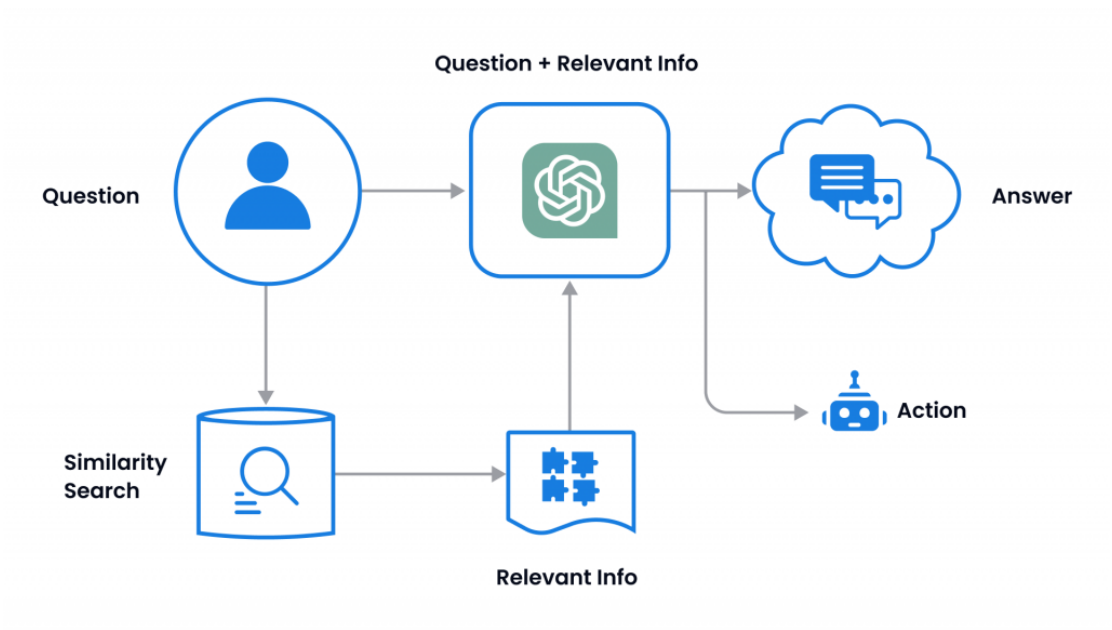 Question + Relevant Info
Question
Answer
Action
Similarity
Search
Relevant Info